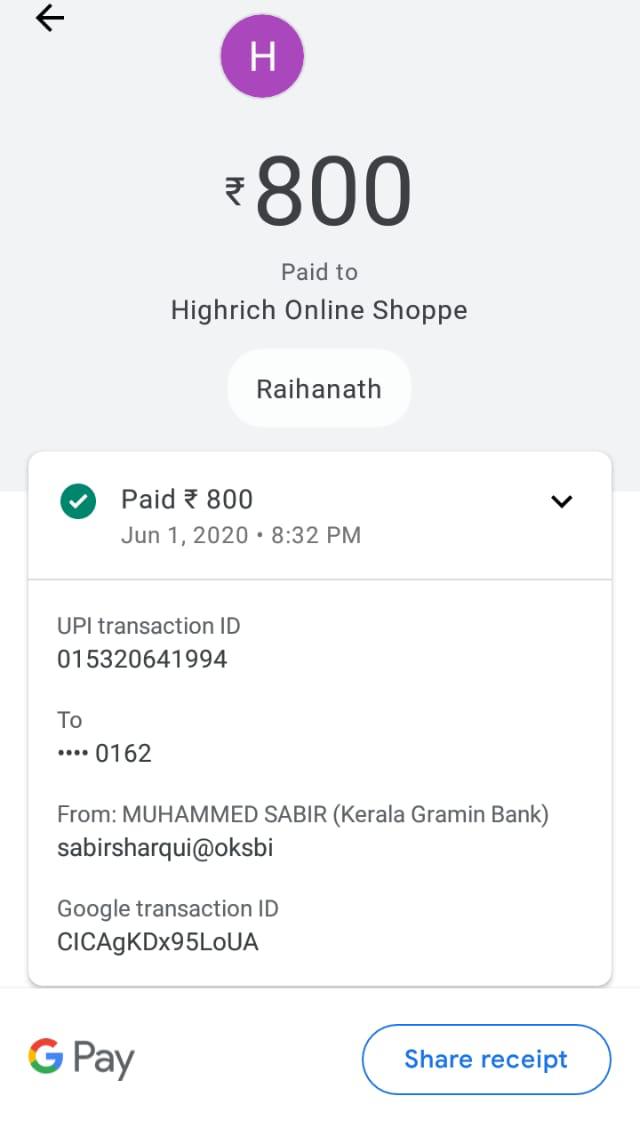 H
₹800
Paid to
Highrich Online Shoppe
Raihanath
Paid ₹ 800
Jun 1, 2020 • 8:32 PM
UPI transaction ID
015320641994
To
•••• 0162
From: MUHAMMED SABIR (Kerala Gramin Bank)
sabirsharqui@oksbi
Google transaction ID
CICAgKDx95LoUA
G Pay
Share receipt